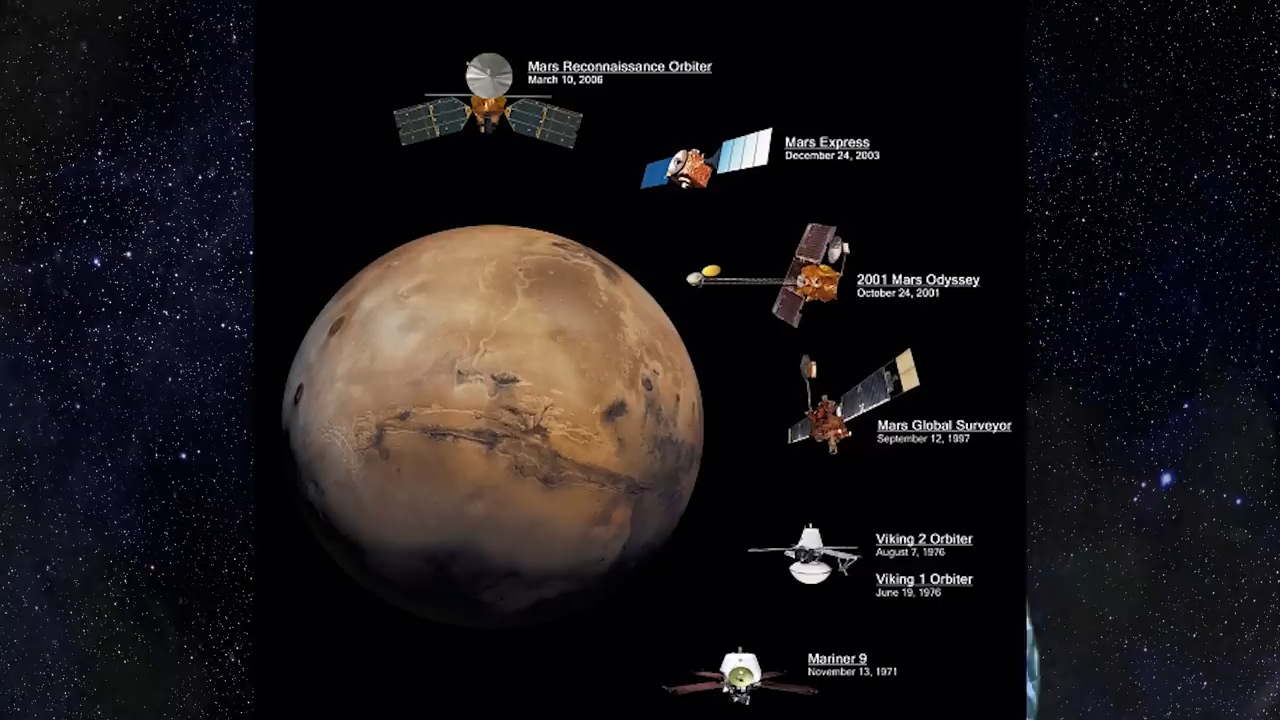 Mars Reconnaissance Orbiter
March 10, 2006
Mars Express
December 24, 2003
2001 Mars Odyssey
October 24, 2001
Mars Global Surveyor
September 12, 1997
Viking 2 Orbiter
August 7, 1976
Viking 1 Orbiter
June 19, 1976
Mariner 9
November 13, 1971